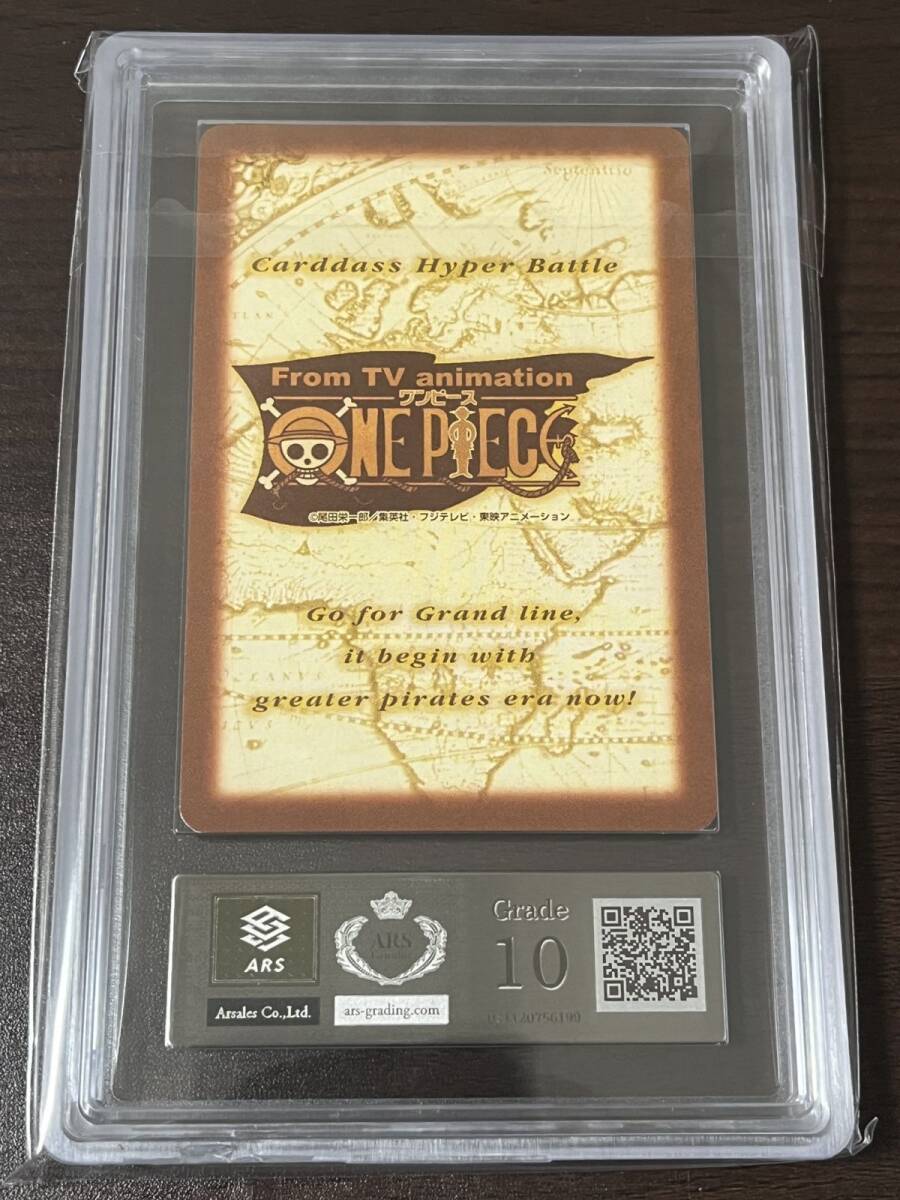 Septentrio
Carddass Hyper Battle
From TV animation
ワンピース
ONE PIECE
©尾田栄一郎／集英社・フジテレビ・東映アニメーション
Go for Grand line,
it begin with
greater pirates era now!
ARS
Arsales Co.,Ltd.
ARS
ars-grading.com
Grade
10